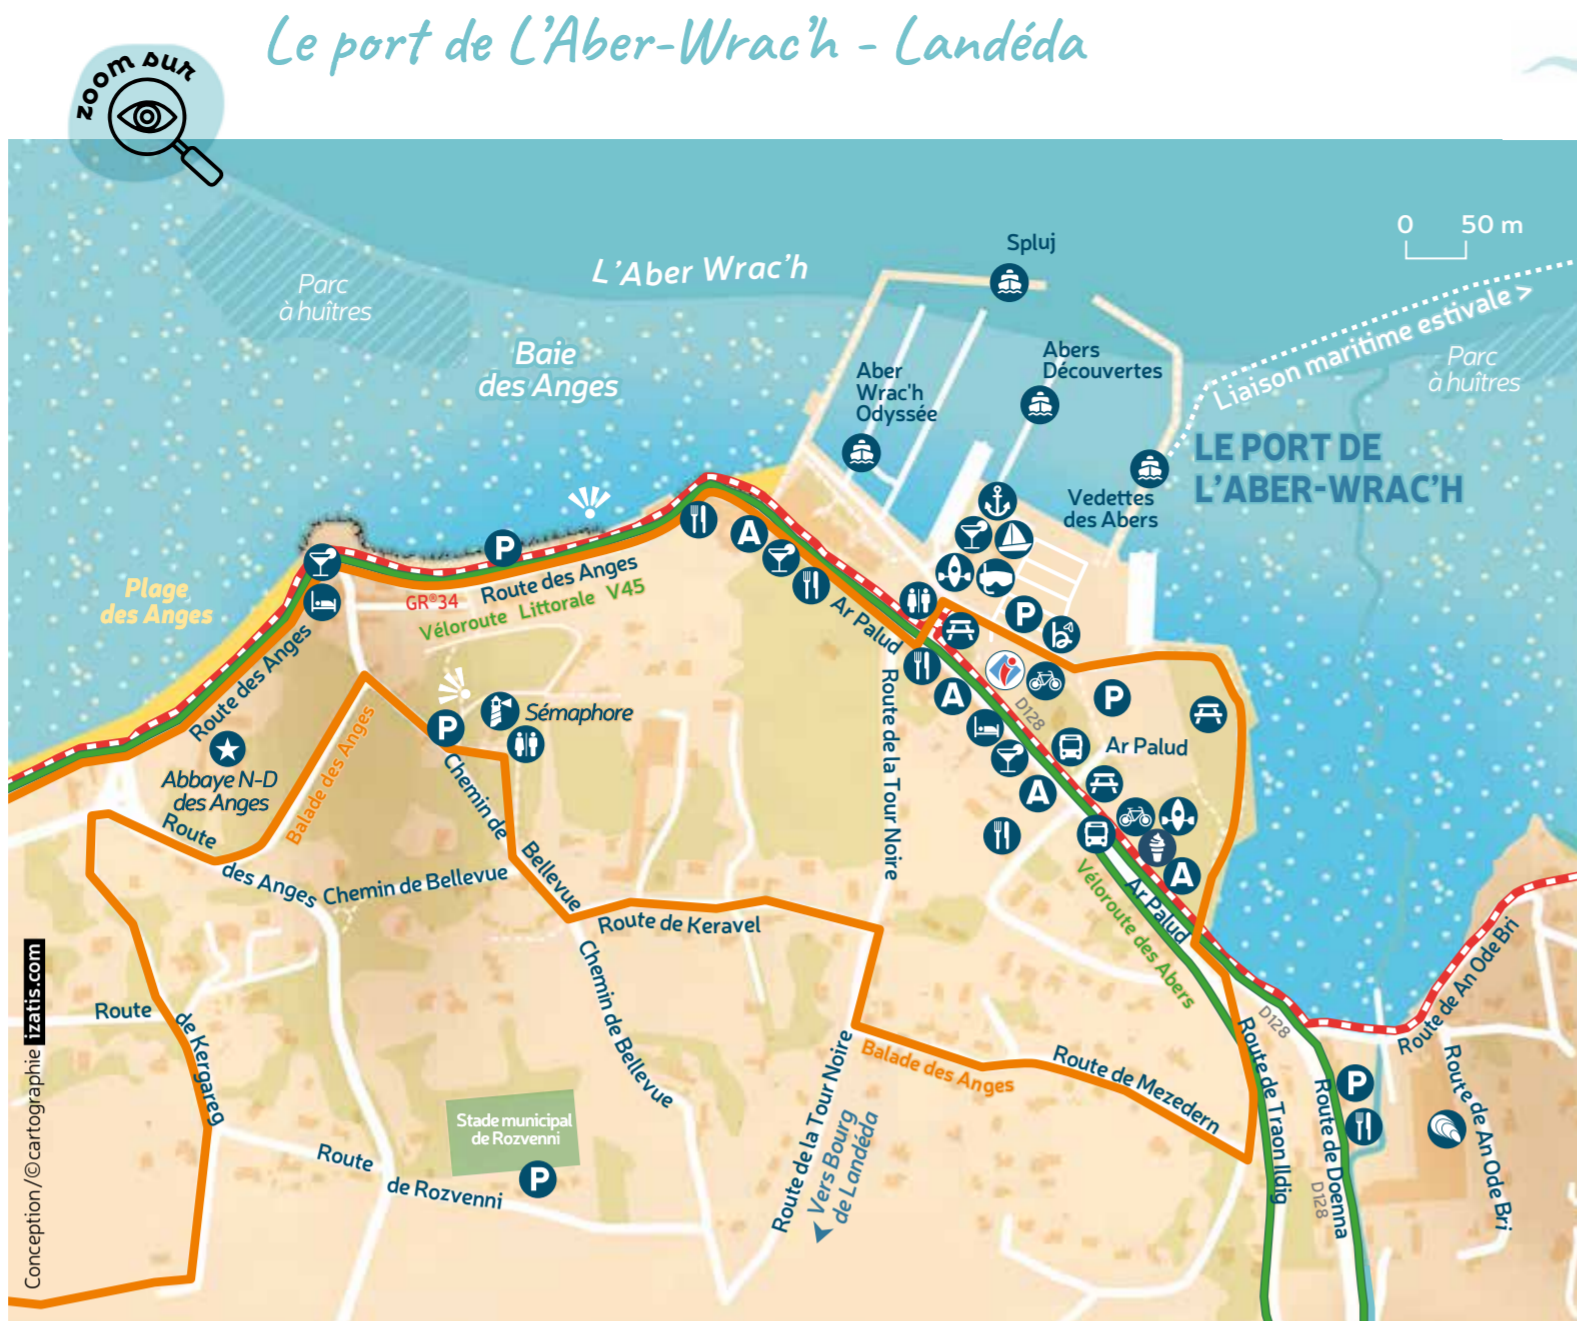 Le port de L'Aber-Wrac'h - Landéda
zoom sur
0 50 m
Spluj
L'Aber Wrac'h
Parc
à huîtres
Liaison maritime estivale >
Baie
des Anges
Abers
Découvertes
Parc
à huîtres
Aber
Wrac'h
Odyssée
LE PORT DE
L'ABER-WRAC'H
Vedettes
des Abers
P
A
Plage
des Anges
Route des Anges
GR®34
Véloroute Littorale V45
Ar Palud
P
Route des Anges
Route de la Tour Noire
A
D128
P
P
Sémaphore
Ar Palud
Abbaye N-D
des Anges
Balade des Anges
Chemin de
Bellevue
A
Route
des Anges
Chemin de Bellevue
A
Véloroute des Abers
Ar Palud
Route de Keravel
Chemin de Bellevue
Route
de Kergareg
D128
Route de An Ode Bri
Route de la Tour Noire
Balade des Anges
Route de Mezedern
Route de Traon Ildig
P
Route de Doenna
D128
Route de An Ode Bri
Stade municipal
de Rozvenni
P
Route
de Rozvenni
Vers Bourg
de Landéda
Conception/©cartographie izatis.com